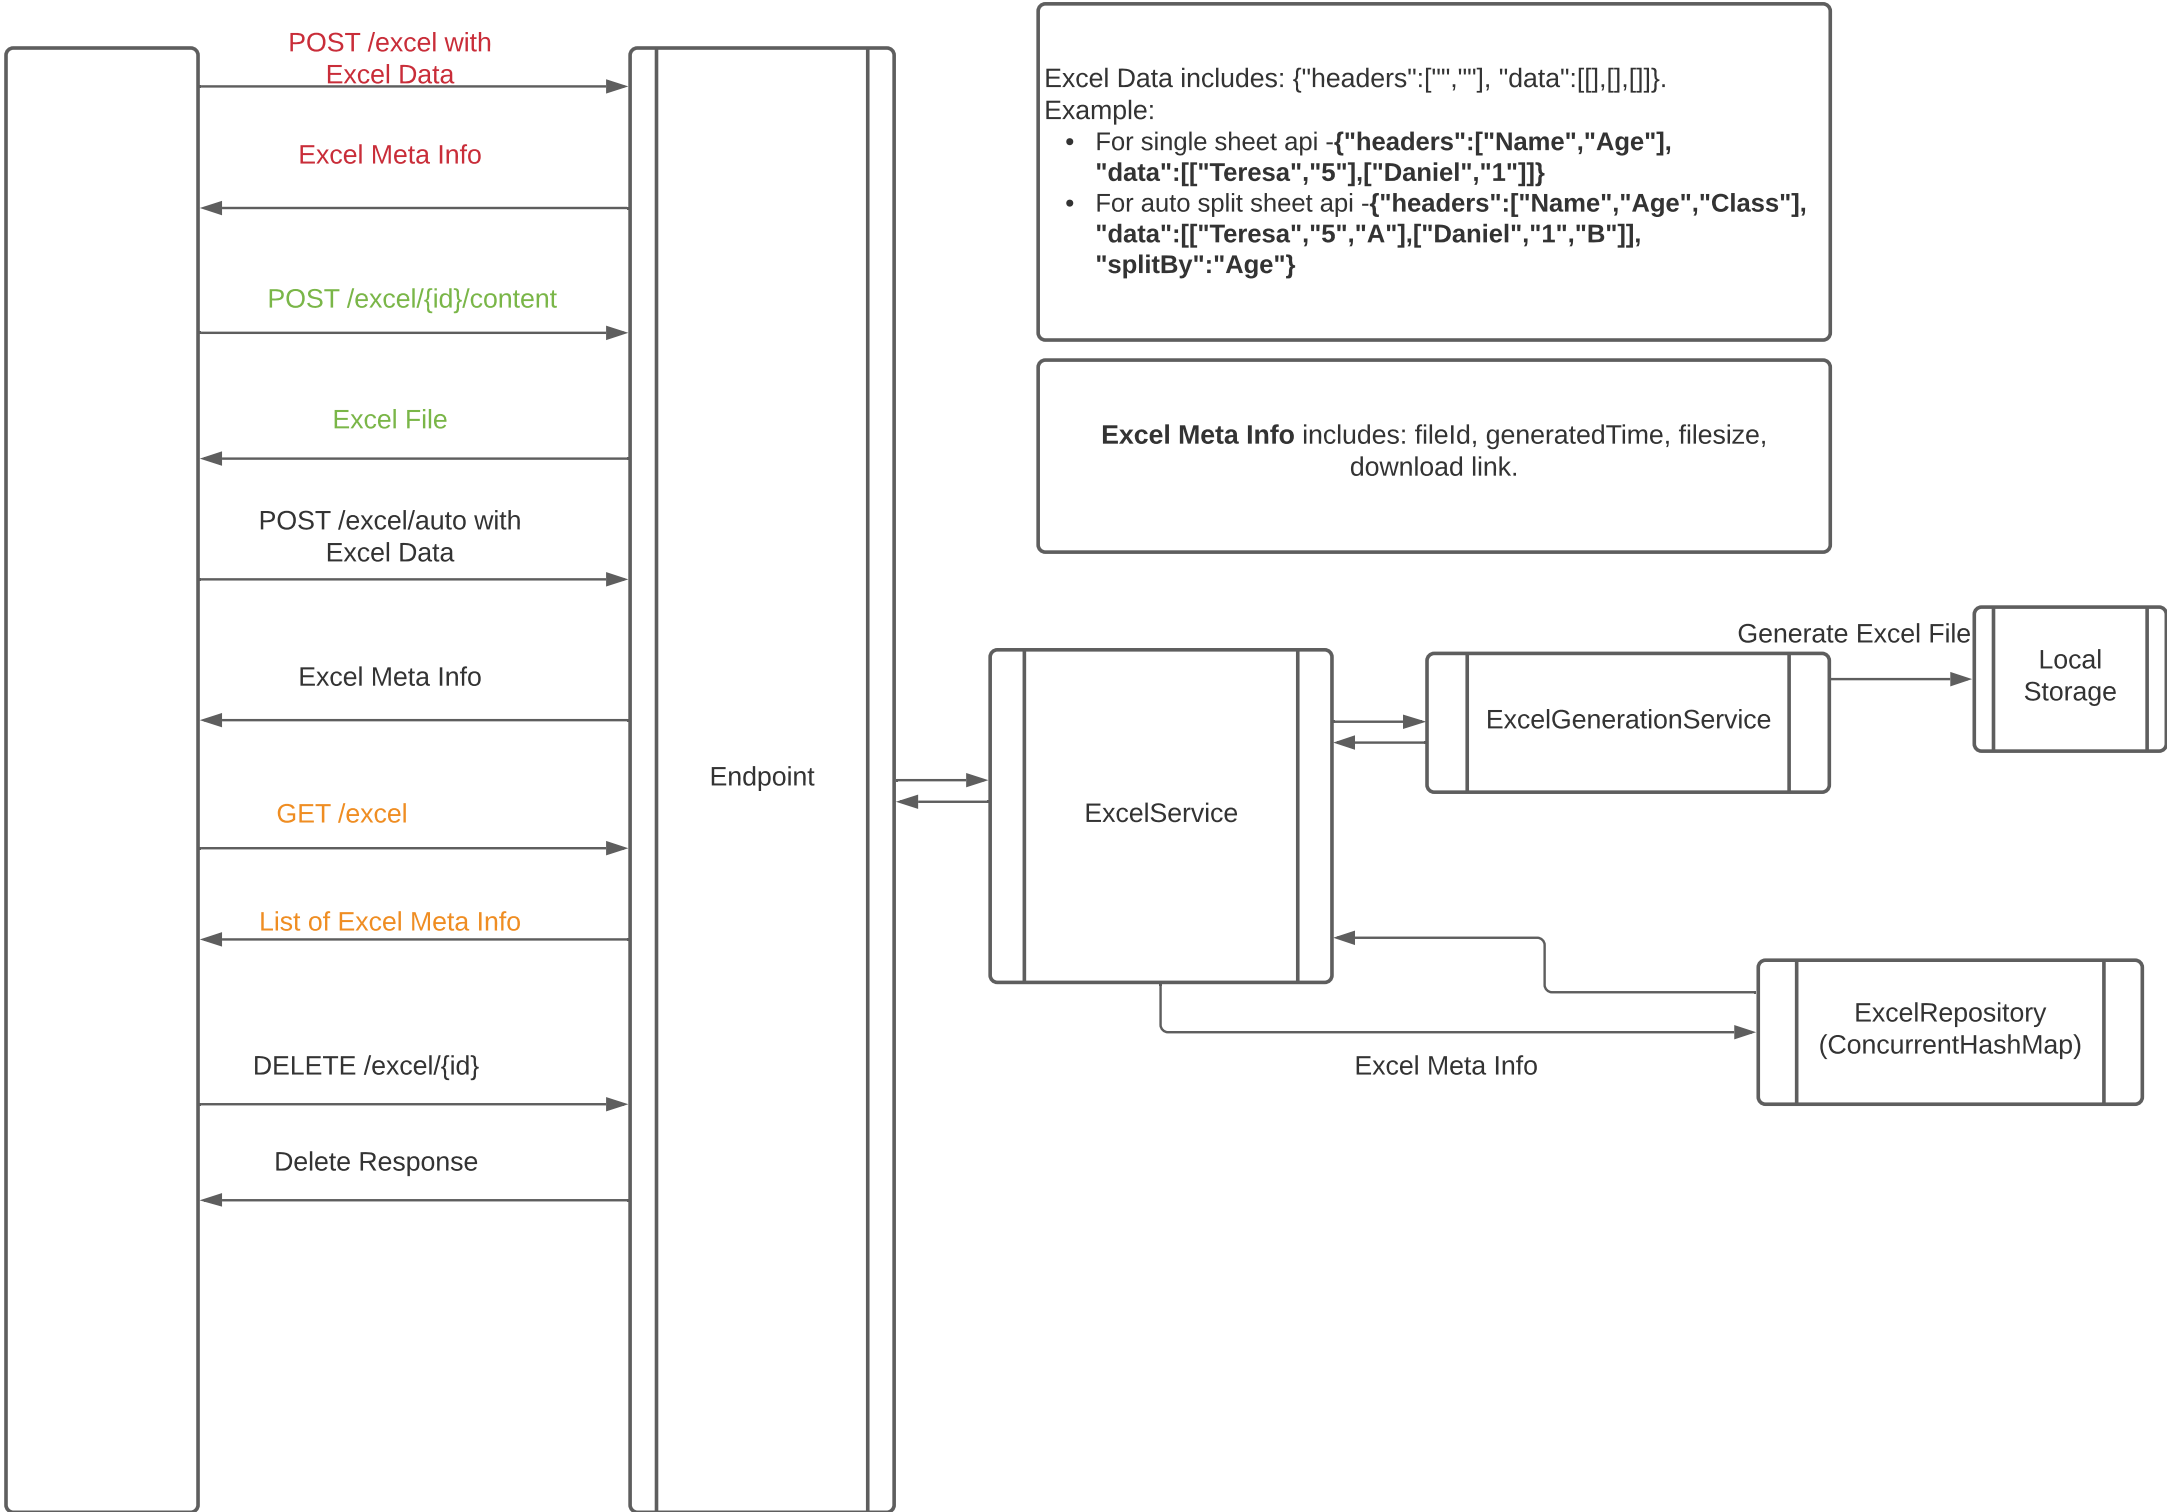 POST /excel with
Excel Data
Excel Meta Info
POST /excel/{id}/content
Excel File
POST /excel/auto with
Excel Data
Excel Meta Info
GET /excel
List of Excel Meta Info
DELETE /excel/{id}
Delete Response
Endpoint
Excel Data includes: {"headers":["",""], "data":[[],[],[]]}.
Example:
• For single sheet api -{"headers":["Name","Age"],
"data":[["Teresa","5"],["Daniel","1"]]}
• For auto split sheet api -{"headers":["Name","Age","Class"],
"data":[["Teresa","5","A"],["Daniel","1","B"]],
"splitBy":"Age"}
Excel Meta Info includes: fileId, generatedTime, filesize,
download link.
ExcelService
ExcelGenerationService
Generate Excel File
Local
Storage
ExcelRepository
(ConcurrentHashMap)
Excel Meta Info